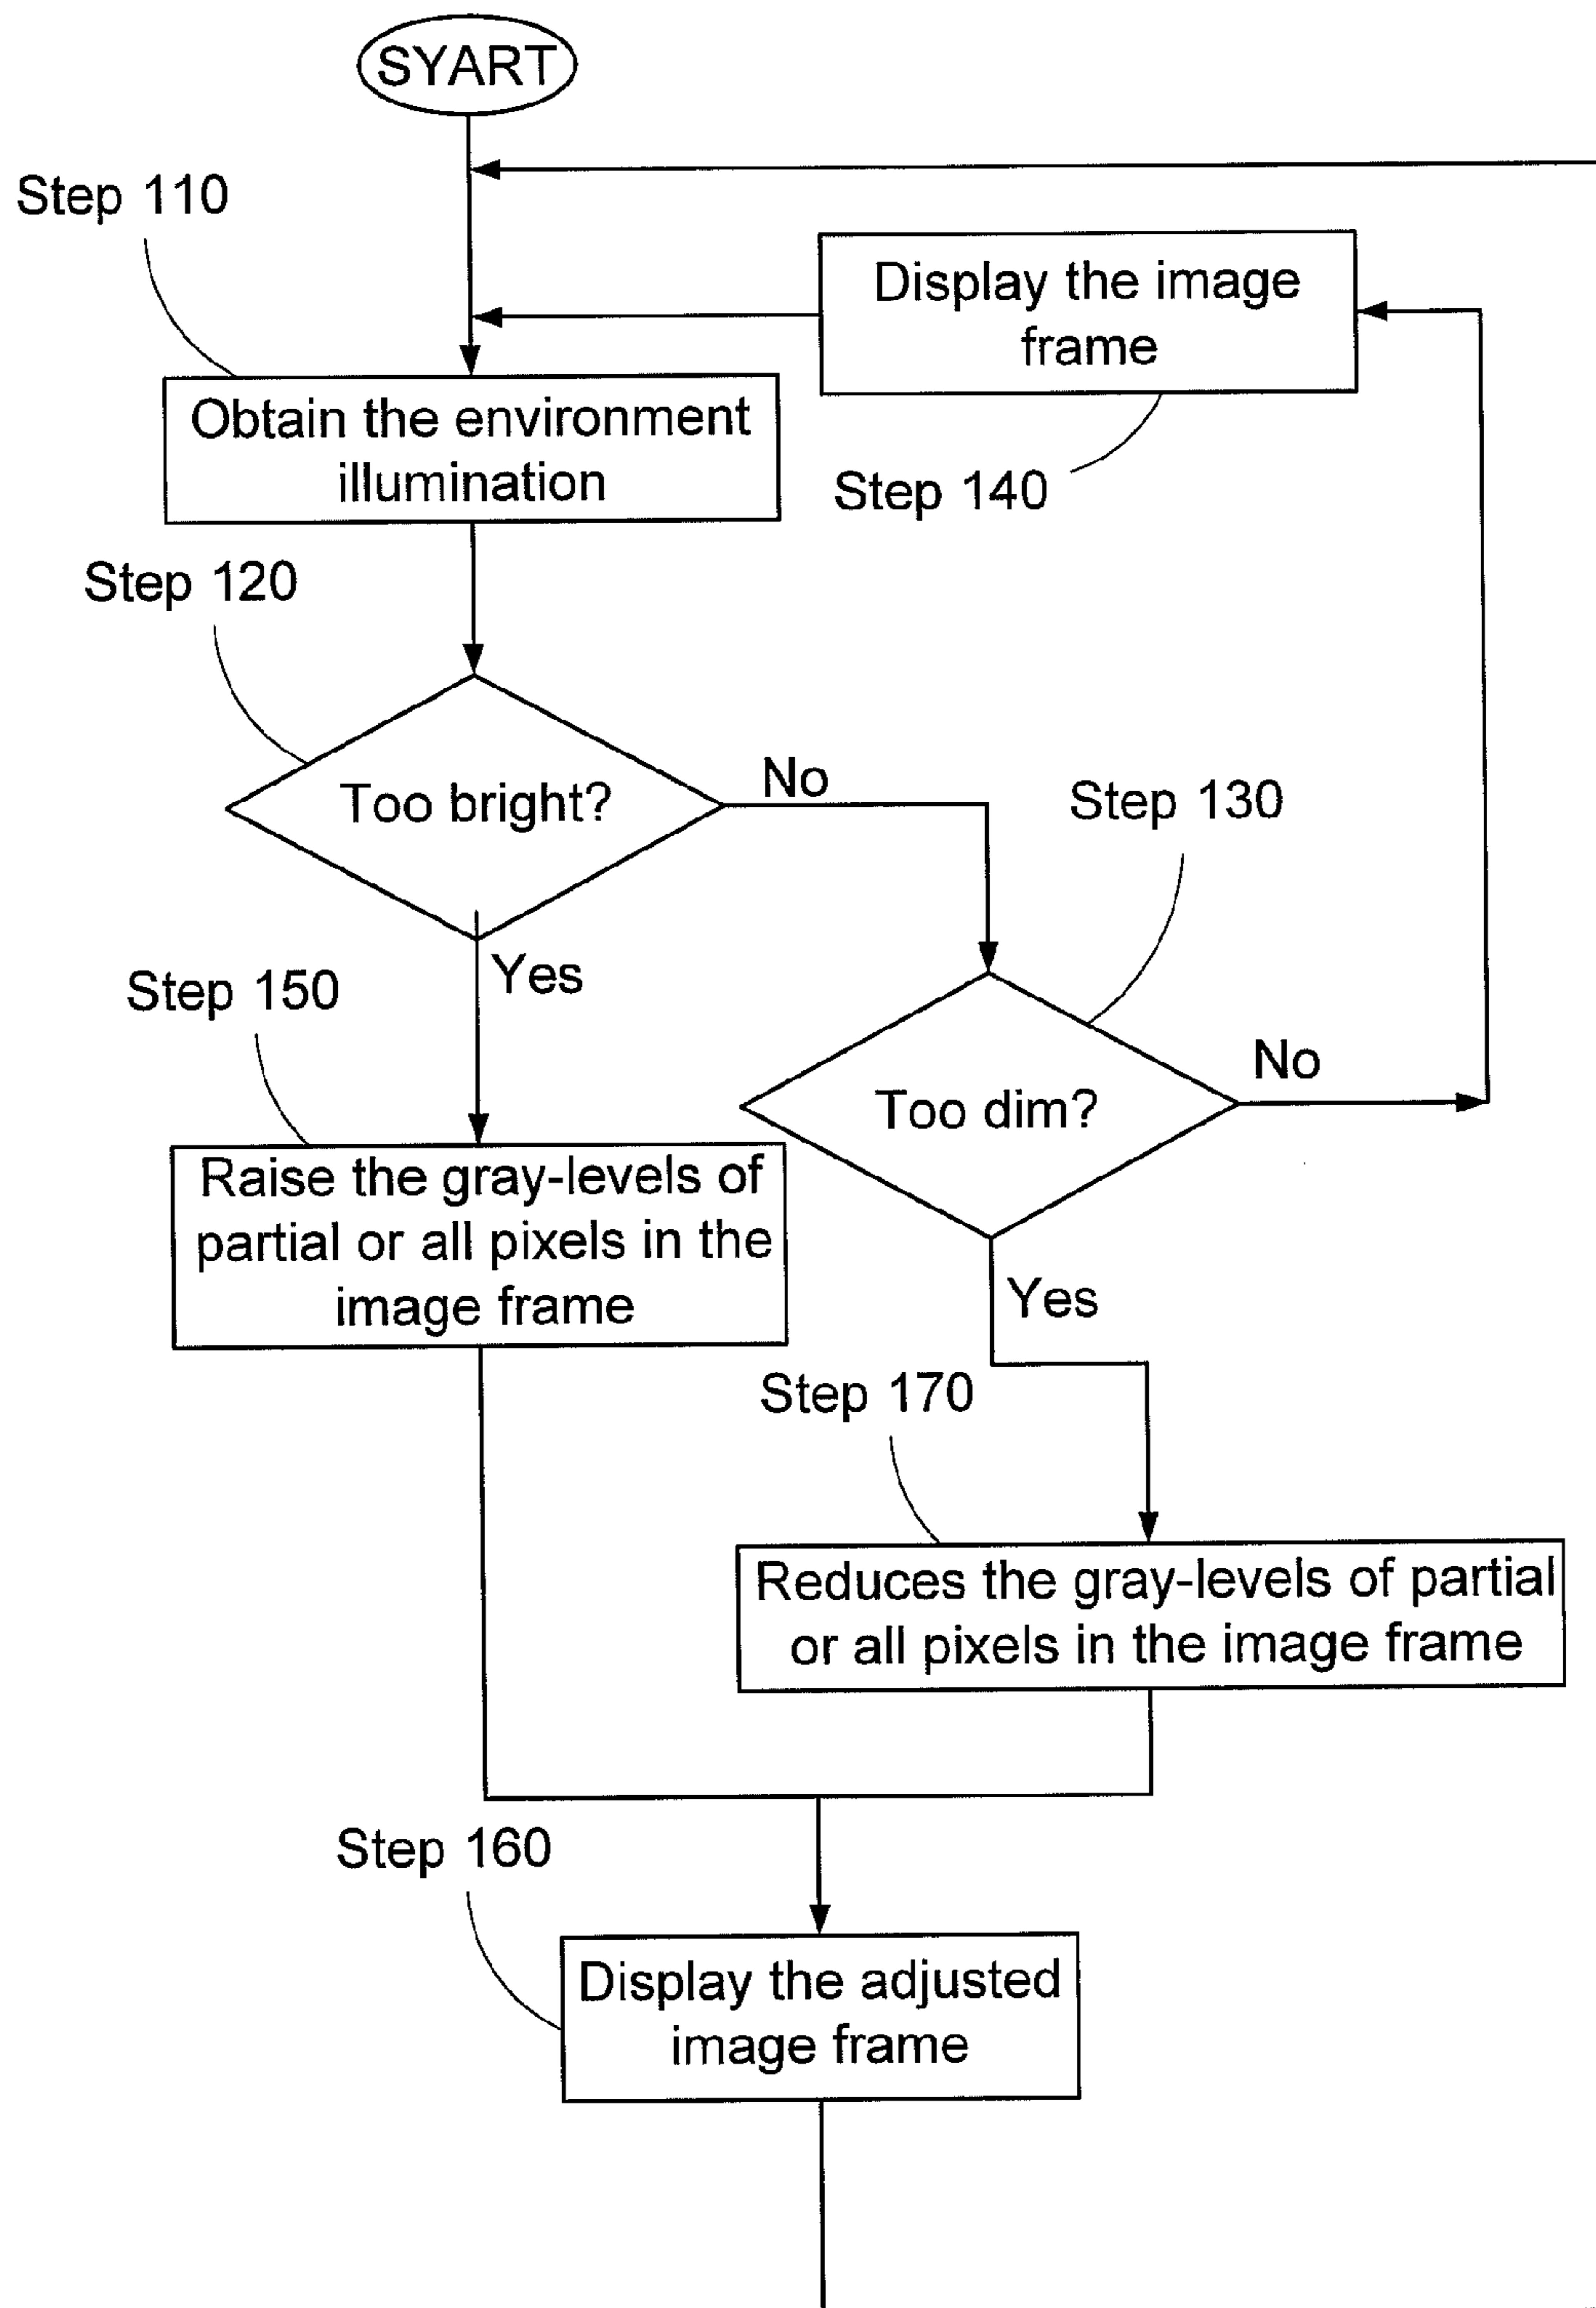 SYART
Step 110
Display the image
frame
Obtain the environment
illumination
Step 140
Step 120
Too bright?
No
Step 130
Yes
Step 150
Too dim?
No
Raise the gray-levels of
partial or all pixels in the
image frame
Yes
Step 170
Reduces the gray-levels of partial
or all pixels in the image frame
Step 160
Display the adjusted
image frame